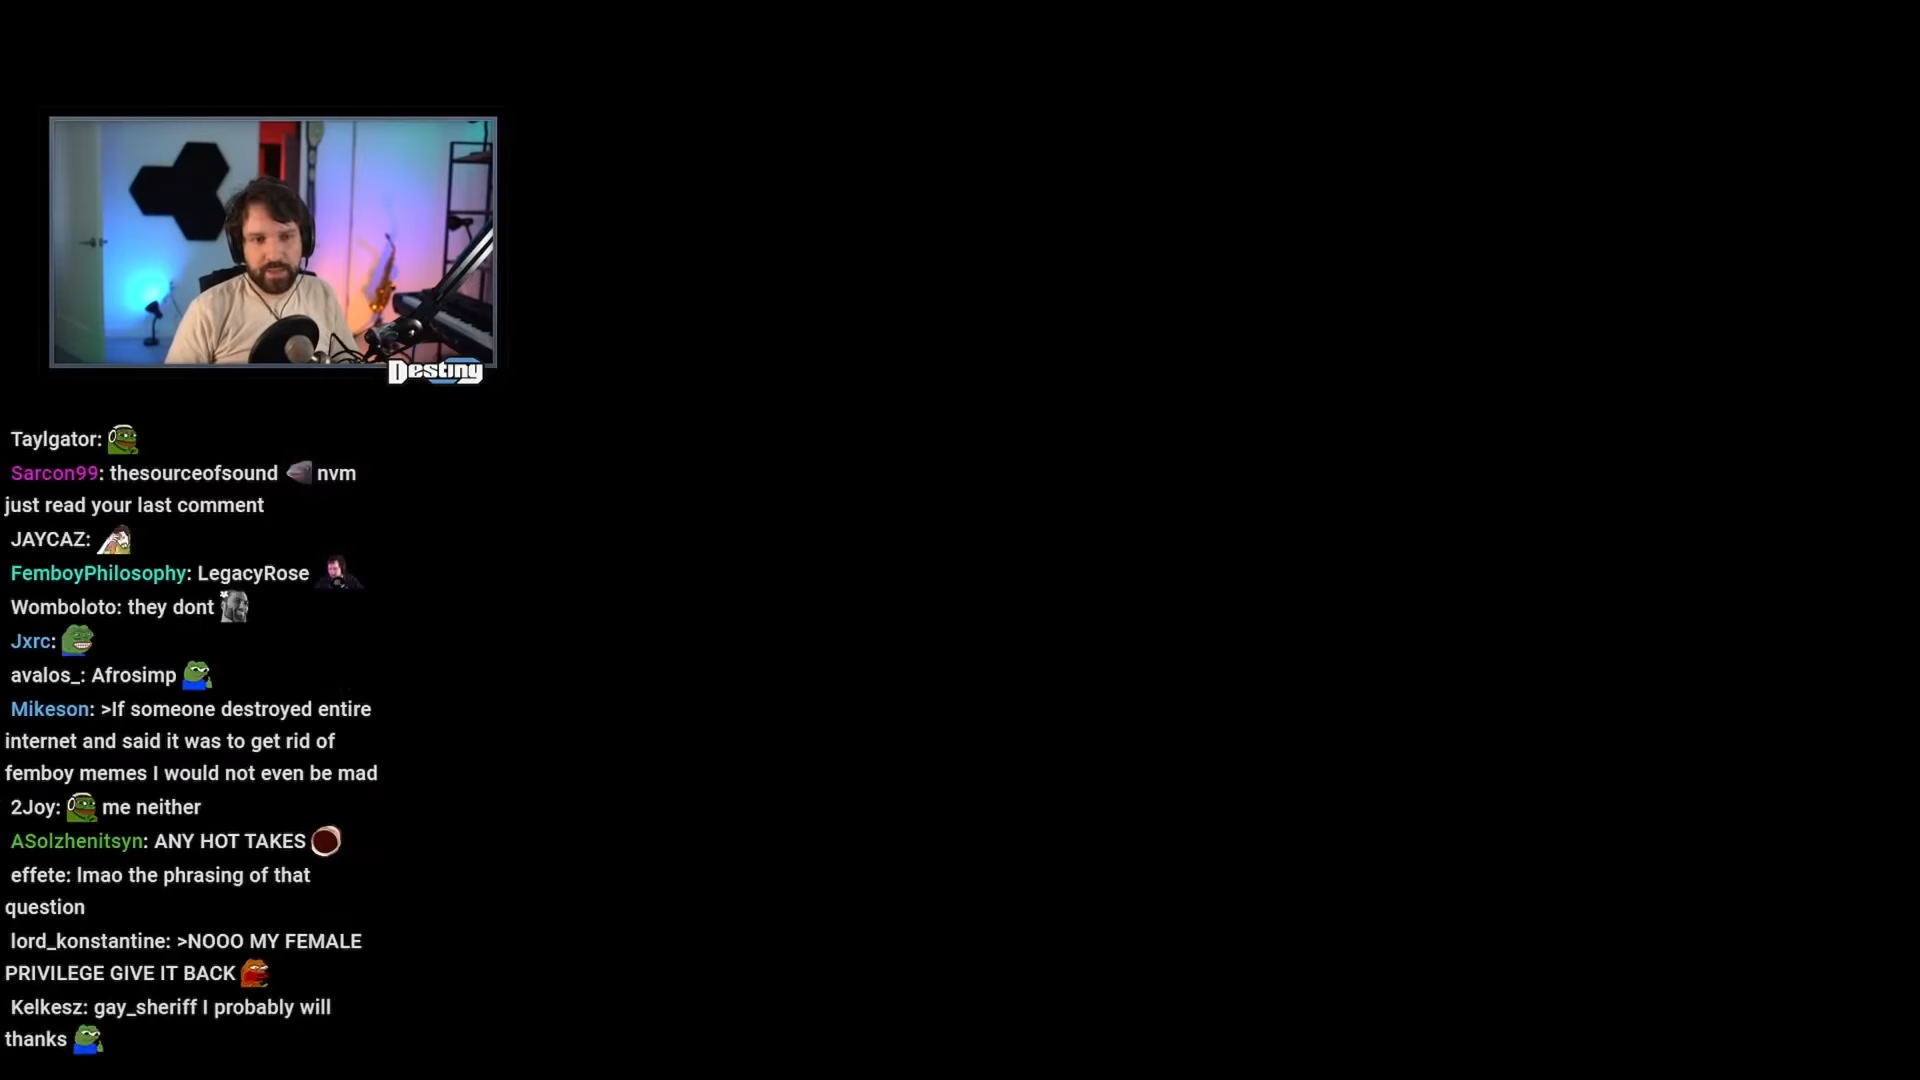 Destiny
Taylgator:
Sarcon99: thesourceofsound nvm
just read your last comment
JAYCAZ:
FemboyPhilosophy: LegacyRose
Womboloto: they dont
Jxrc:
avalos_: Afrosimp
Mikeson: >If someone destroyed entire
internet and said it was to get rid of
femboy memes I would not even be mad
2Joy: me neither
ASolzhenitsyn: ANY HOT TAKES
effete: lmao the phrasing of that
question
lord_konstantine: >NOOO MY FEMALE
PRIVILEGE GIVE IT BACK
Kelkesz: gay_sheriff I probably will
thanks